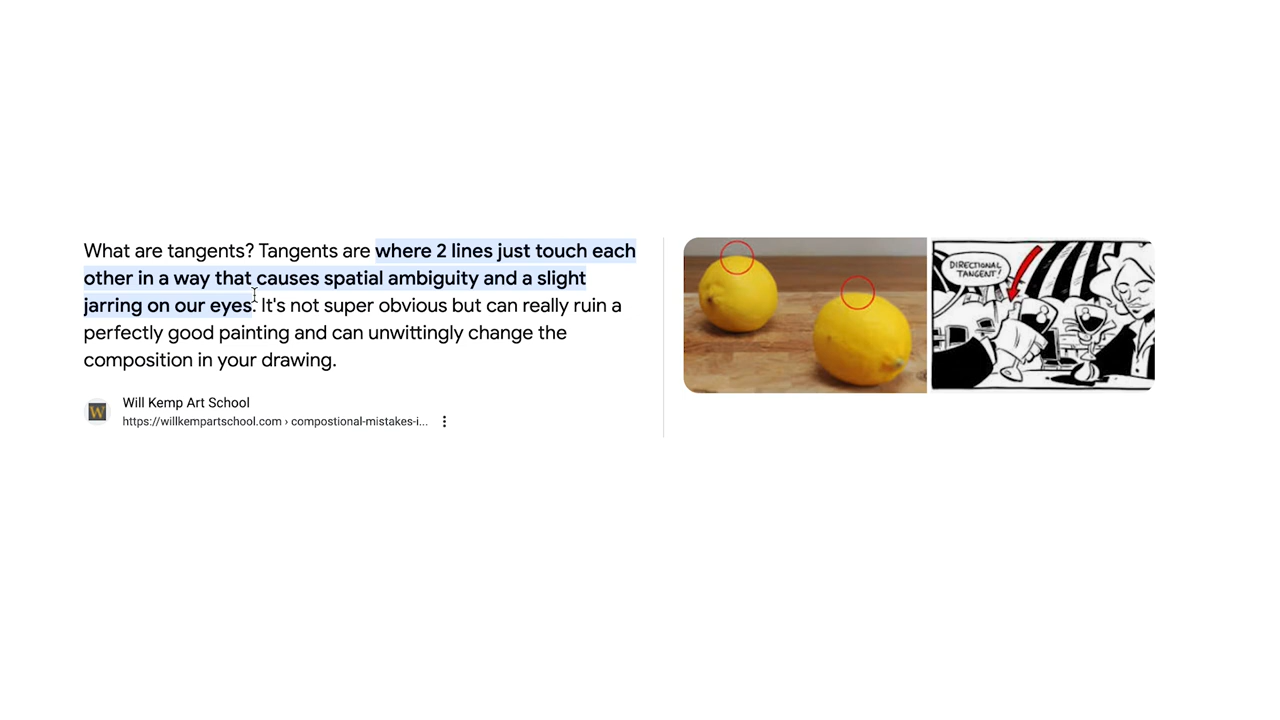 What are tangents? Tangents are where 2 lines just touch each
other in a way that causes spatial ambiguity and a slight
jarring on our eyes. It's not super obvious but can really ruin a
perfectly good painting and can unwittingly change the
composition in your drawing.
W
Will Kemp Art School
https://willkempartschool.com › compostional-mistakes-i...
DIRECTIONAL
TANGENT!